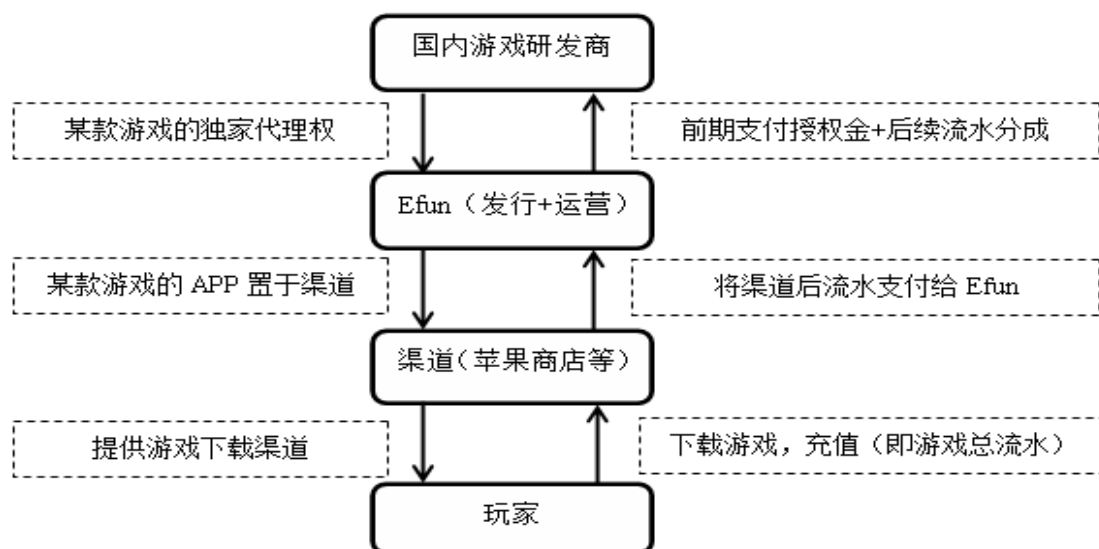 国内游戏研发商
某款游戏的独家代理权
前期支付授权金+后续流水分成
Efun（发行+运营）
某款游戏的 APP 置于渠道
将渠道后流水支付给 Efun
渠道（苹果商店等）
提供游戏下载渠道
下载游戏，充值（即游戏总流水）
玩家